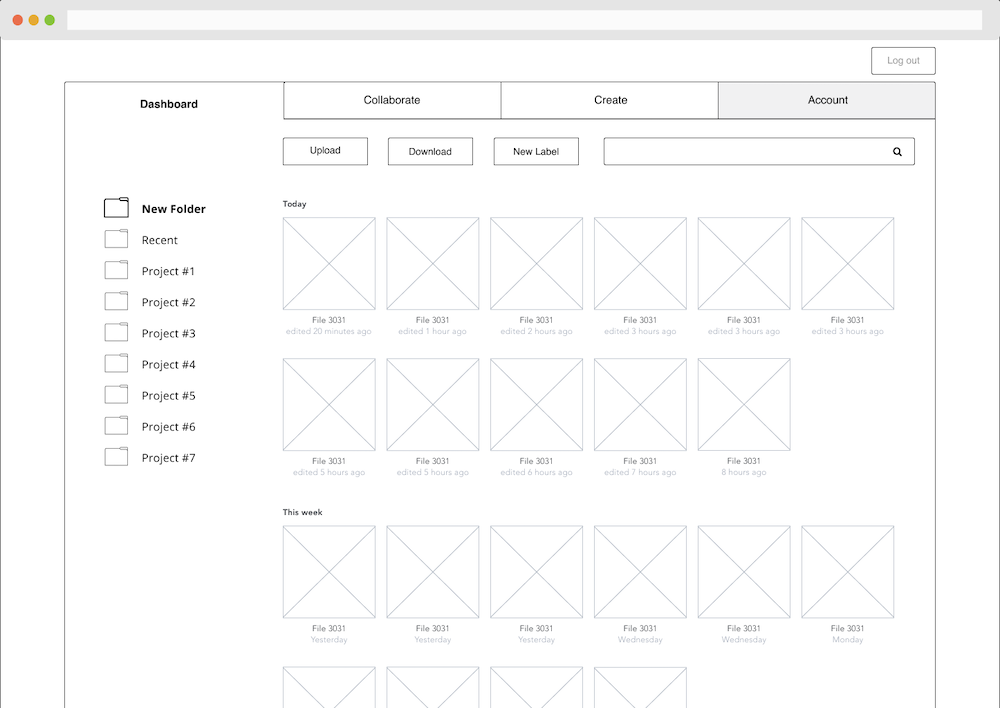 Log out
Dashboard
Collaborate
Create
Account
Upload
Download
New Label
New Folder
Recent
Project #1
Project #2
Project #3
Project #4
Project #5
Project #6
Project #7
Today
File 3031
edited 20 minutes ago
File 3031
edited 1 hour ago
File 3031
edited 2 hours ago
File 3031
edited 3 hours ago
File 3031
edited 3 hours ago
File 3031
edited 3 hours ago
File 3031
edited 5 hours ago
File 3031
edited 5 hours ago
File 3031
edited 6 hours ago
File 3031
edited 7 hours ago
File 3031
8 hours ago
This week
File 3031
Yesterday
File 3031
Yesterday
File 3031
Yesterday
File 3031
Wednesday
File 3031
Wednesday
File 3031
Monday